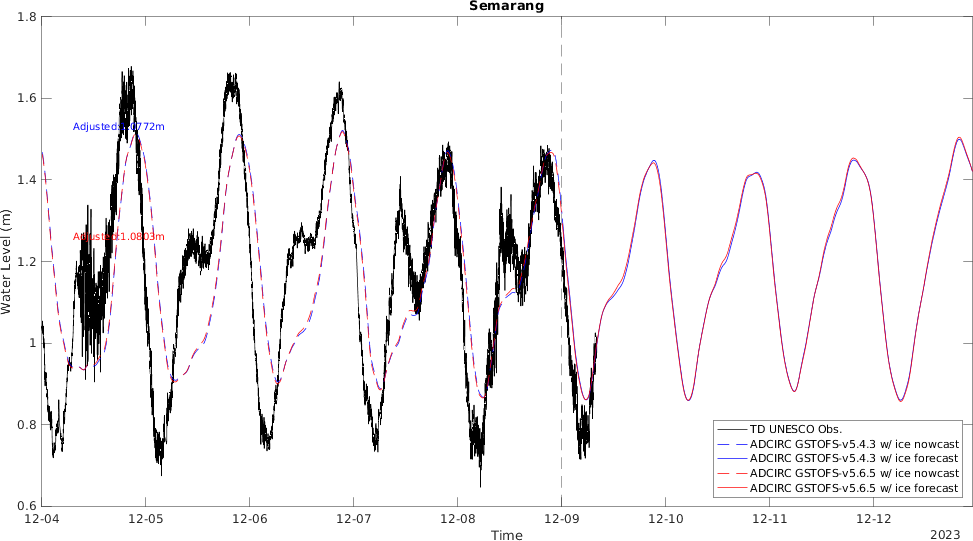 Semarang
1.8
1.6
1.4
1.2
1
0.8
0.6
Water Level (m)
Adjusted:1.0772m
Adjusted:1.0803m
TD UNESCO Obs.
ADCIRC GSTOFS-v5.4.3 w/ ice nowcast
ADCIRC GSTOFS-v5.4.3 w/ ice forecast
ADCIRC GSTOFS-v5.6.5 w/ ice nowcast
ADCIRC GSTOFS-v5.6.5 w/ ice forecast
12-04 12-05 12-06 12-07 12-08 12-09 12-10 12-11 12-12
Time
2023